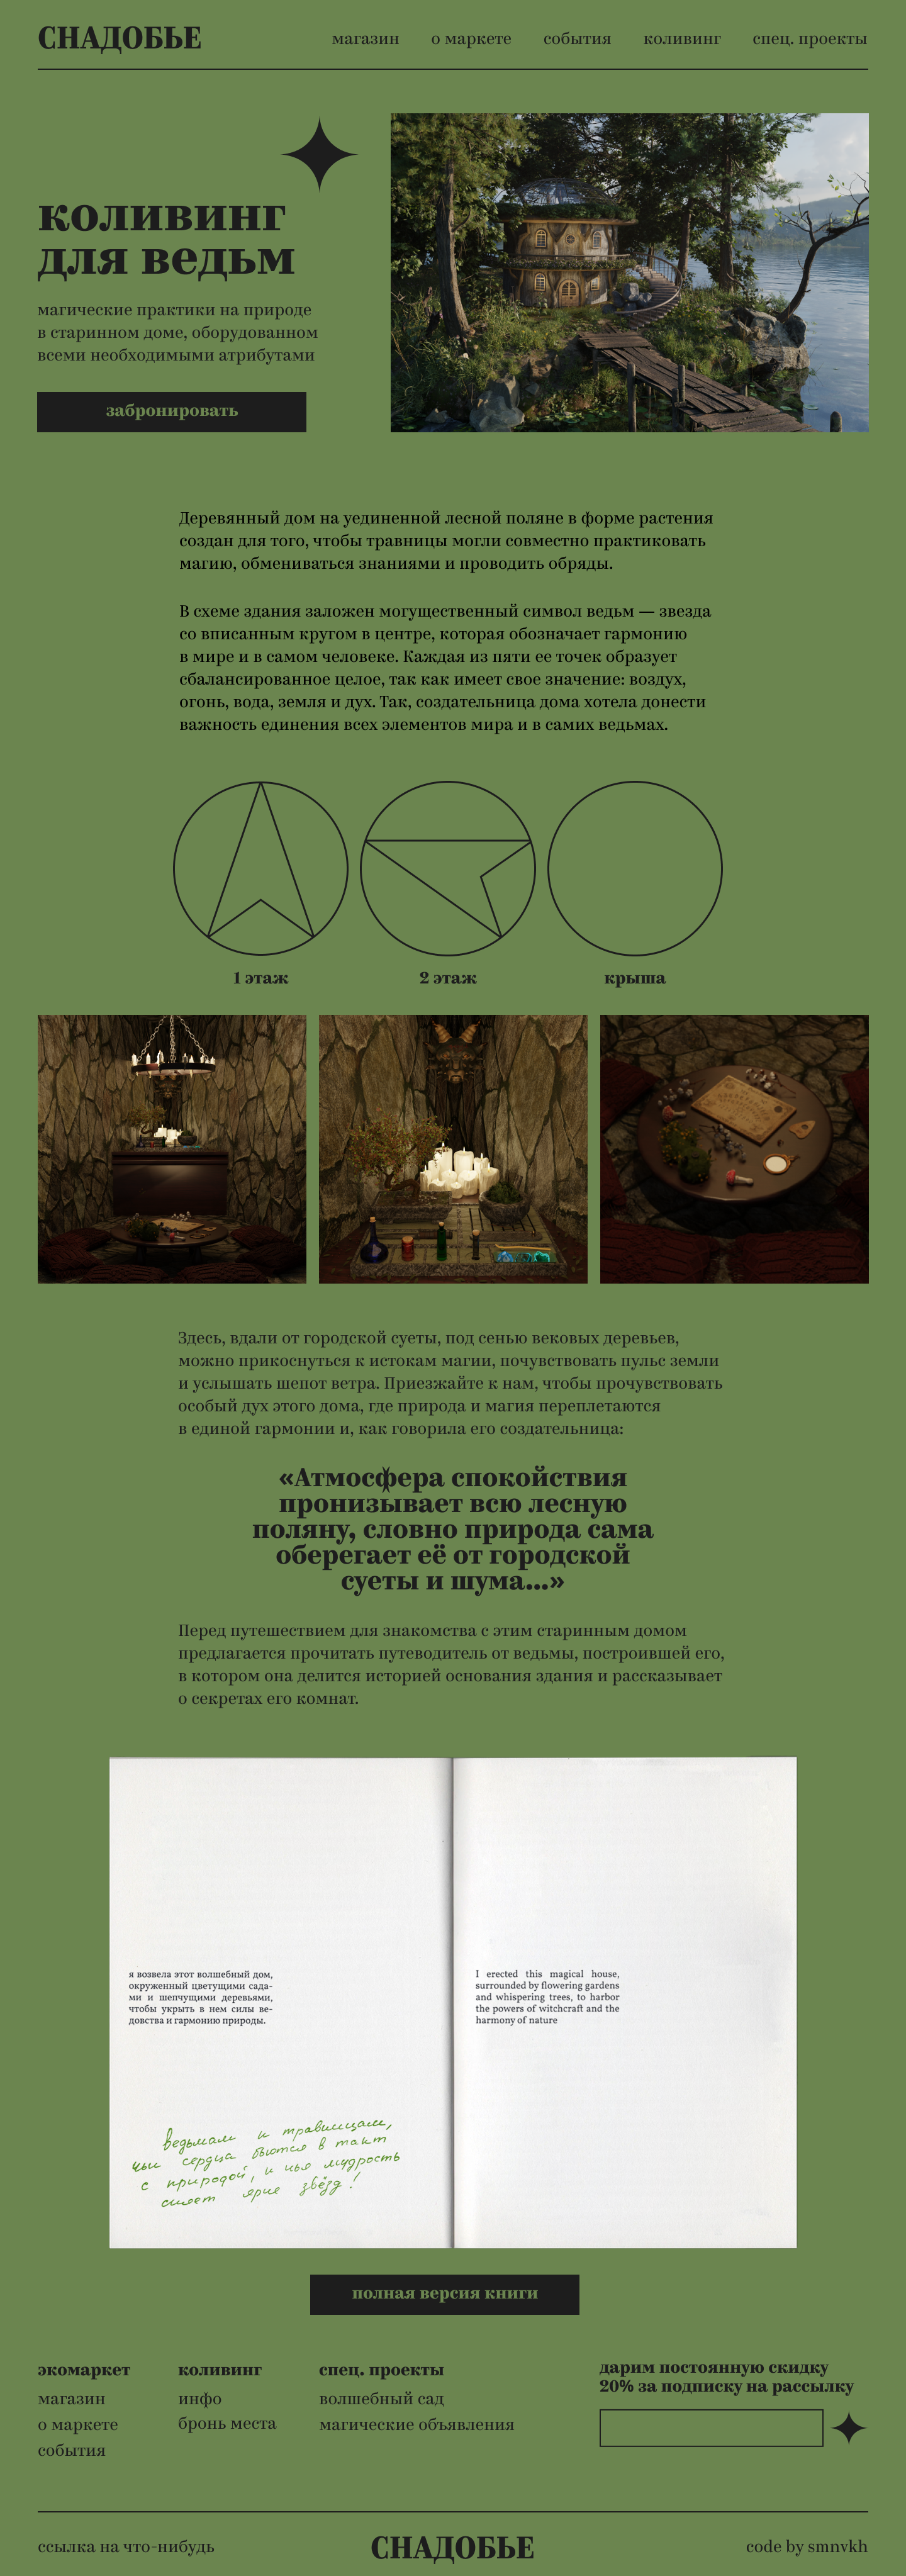 СНАДОБЬЕ
магазин
о маркете
события
коливинг
спец. проекты
коливинг
для ведьм
магические практики на природе
в старинном доме, оборудованном
всеми необходимыми атрибутами
забронировать
Деревянный дом на уединенной лесной поляне в форме растения
создан для того, чтобы травницы могли совместно практиковать
магию, обмениваться знаниями и проводить обряды.
В схеме здания заложен могущественный символ ведьм — звезда
со вписанным кругом в центре, которая обозначает гармонию
в мире и в самом человеке. Каждая из пяти ее точек образует
сбалансированное целое, так как имеет свое значение: воздух,
огонь, вода, земля и дух. Так, создательница дома хотела донести
важность единения всех элементов мира и в самих ведьмах.
1 этаж
2 этаж
крыша
Здесь, вдали от городской суеты, под сенью вековых деревьев,
можно прикоснуться к истокам магии, почувствовать пульс земли
и услышать шепот ветра. Приезжайте к нам, чтобы прочувствовать
особый дух этого дома, где природа и магия переплетаются
в единой гармонии и, как говорила его создательница:
«Атмосфера спокойствия
пронизывает всю лесную
поляну, словно природа сама
оберегает её от городской
суеты и шума...»
Перед путешествием для знакомства с этим старинным домом
предлагается прочитать путеводитель от ведьмы, построившей его,
в котором она делится историей основания здания и рассказывает
о секретах его комнат.
я возвела этот волшебный дом,
окруженный цветущими сада-
ми и шепчущими деревьями,
чтобы укрыть в нем силы ве-
довства и гармонию природы.
I erected this magical house,
surrounded by flowering gardens
and whispering trees, to harbor
the powers of witchcraft and the
harmony of nature
ведьмам и травницам,
чьи сердца бьются в такт
с природой, и чья мудрость
сияет ярче звёзд!
полная версия книги
экомаркет
магазин
о маркете
события
коливинг
инфо
бронь места
спец. проекты
волшебный сад
магические объявления
дарим постоянную скидку
20% за подписку на рассылку
ссылка на что-нибудь
СНАДОБЬЕ
code by smnvkh